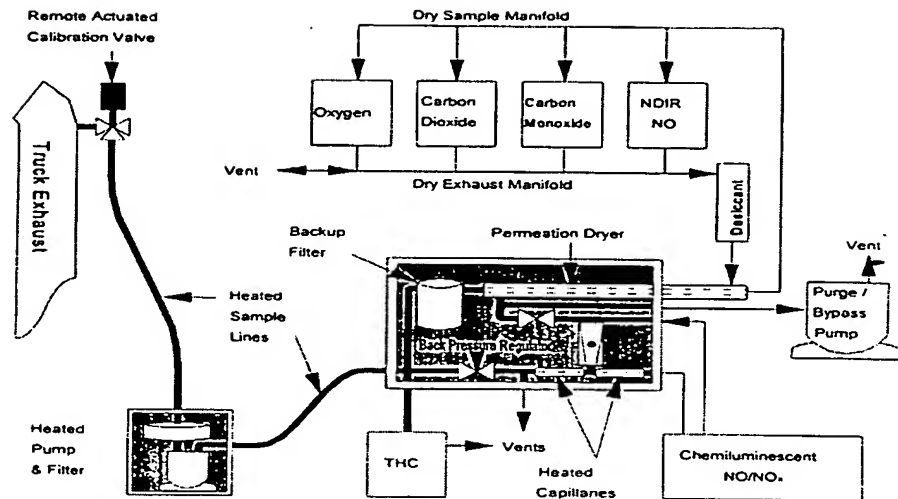 Remote Actuated
Calibration Valve
Dry Sample Manifold
Oxygen
Carbon
Dioxide
Carbon
Monoxide
NDIR
NO
Truck Exhaust
Vent
Dry Exhaust Manifold
Desiccant
Backup
Filter
Permeation Dryer
Vent
Purge /
Bypass
Pump
Heated
Sample
Lines
Back Pressure Regulator
Heated
Pump
& Filter
THC
Vents
Heated
Capillaries
Chemiluminescent
NO/NOx